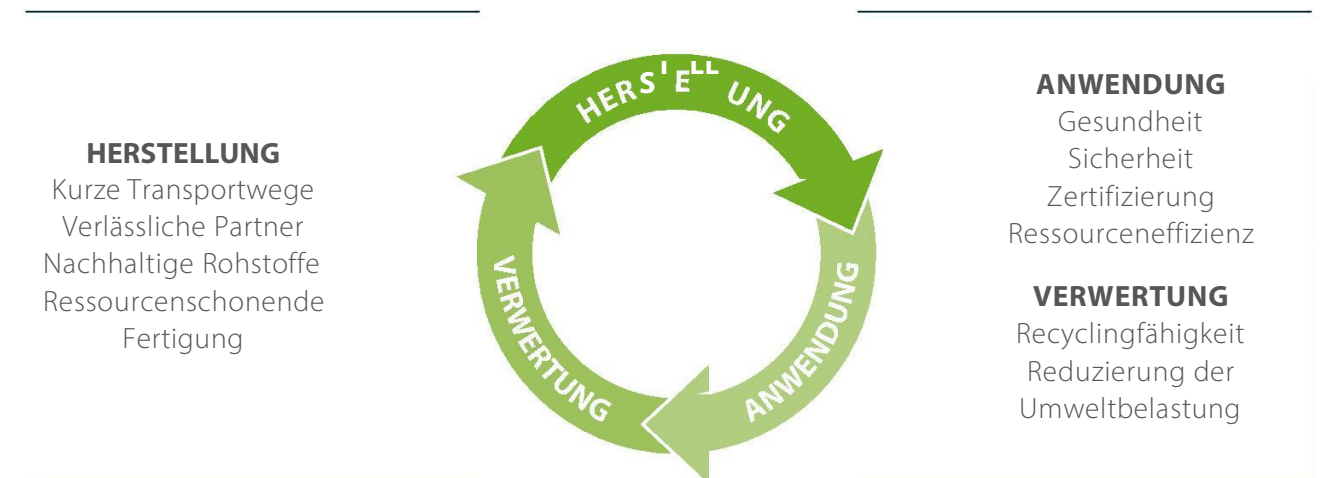 HERSTELLUNG
Kurze Transportwege
Verlässliche Partner
Nachhaltige Rohstoffe
Ressourcenschonende
Fertigung
HERSTELLUNG
ANWENDUNG
VERWERTUNG
ANWENDUNG
Gesundheit
Sicherheit
Zertifizierung
Ressourceneffizienz
VERWERTUNG
Recyclingfähigkeit
Reduzierung der
Umweltbelastung